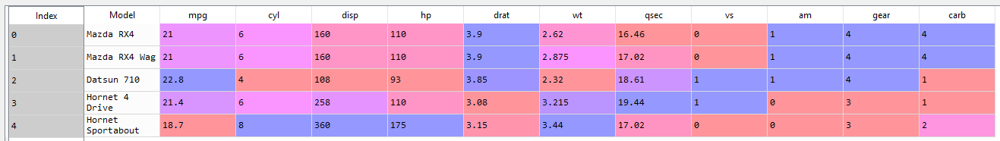 Index Model mpg cyl disp hp drat wt qsec vs am gear carb
0 Mazda RX4 21 6 160 110 3.9 2.62 16.46 0 1 4 4
1 Mazda RX4 Wag 21 6 160 110 3.9 2.875 17.02 0 1 4 4
2 Datsun 710 22.8 4 108 93 3.85 2.32 18.61 1 1 4 1
3 Hornet 4 Drive 21.4 6 258 110 3.08 3.215 19.44 1 0 3 1
4 Hornet Sportabout 18.7 8 360 175 3.15 3.44 17.02 0 0 3 2